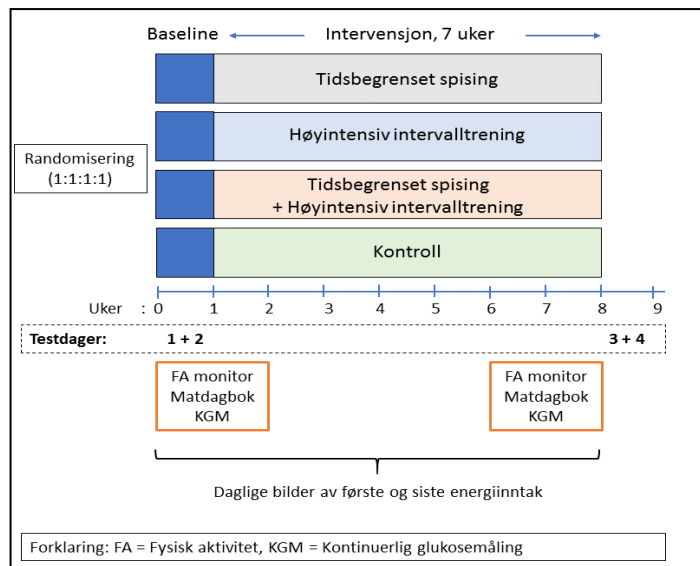 Baseline
Intervensjon, 7 uker
Tidsbegrenset spising
Høyintensiv intervalltrening
Randomisering
(1:1:1:1)
Tidsbegrenset spising
+ Høyintensiv intervalltrening
Kontroll
Uker : 0 1 2 3 4 5 6 7 8 9
Testdager: 1 + 2 3 + 4
FA monitor
Matdagbok
KGM
FA monitor
Matdagbok
KGM
Daglige bilder av første og siste energiinntak
Forklaring: FA = Fysisk aktivitet, KGM = Kontinuerlig glukosemåling